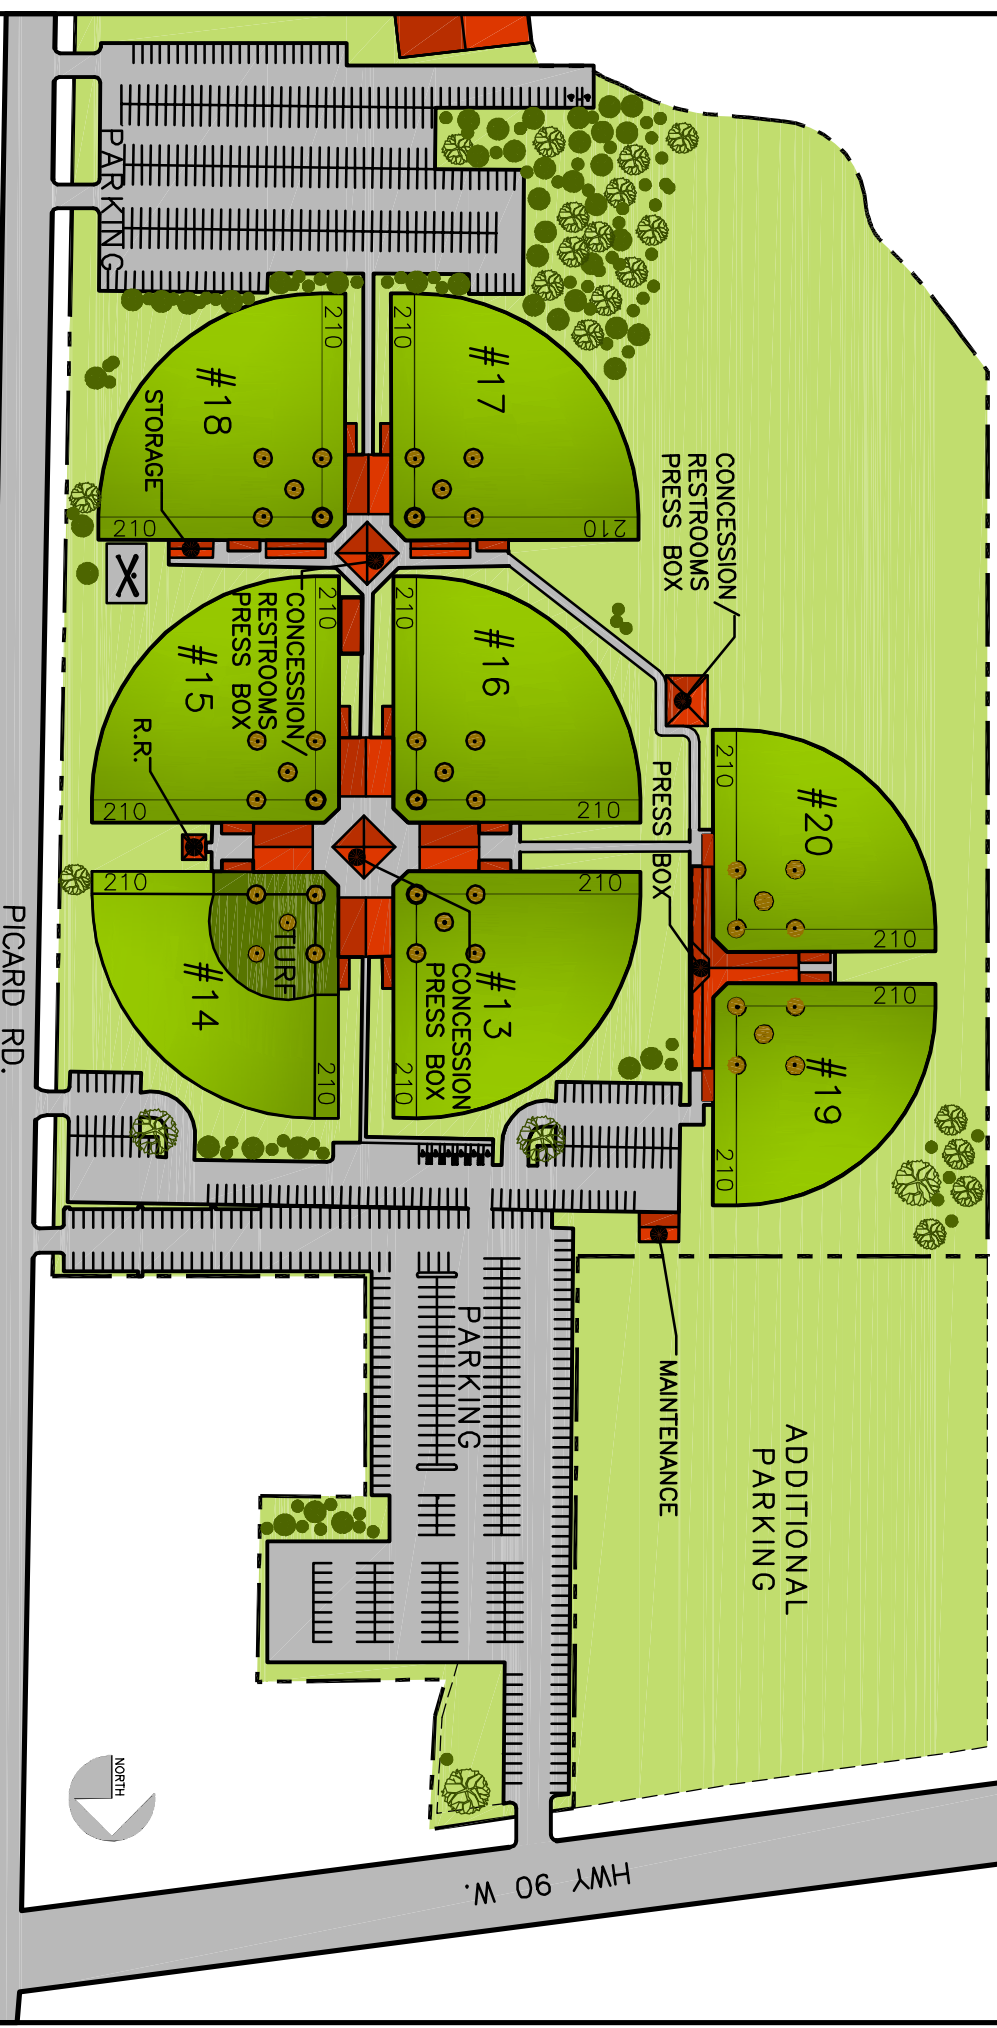 PARKING
#17
210
210
#18
210
210
STORAGE
CONCESSION/
RESTROOMS
PRESS BOX
CONCESSION/
RESTROOMS
PRESS BOX
#16
210
210
#15
210
210
R.R.
PRESS BOX
#20
210
210
#19
210
210
#13
210
210
CONCESSION
PRESS BOX
#14
210
210
TURF
PICARD RD.
PARKING
MAINTENANCE
ADDITIONAL
PARKING
NORTH
HWY 90 W.